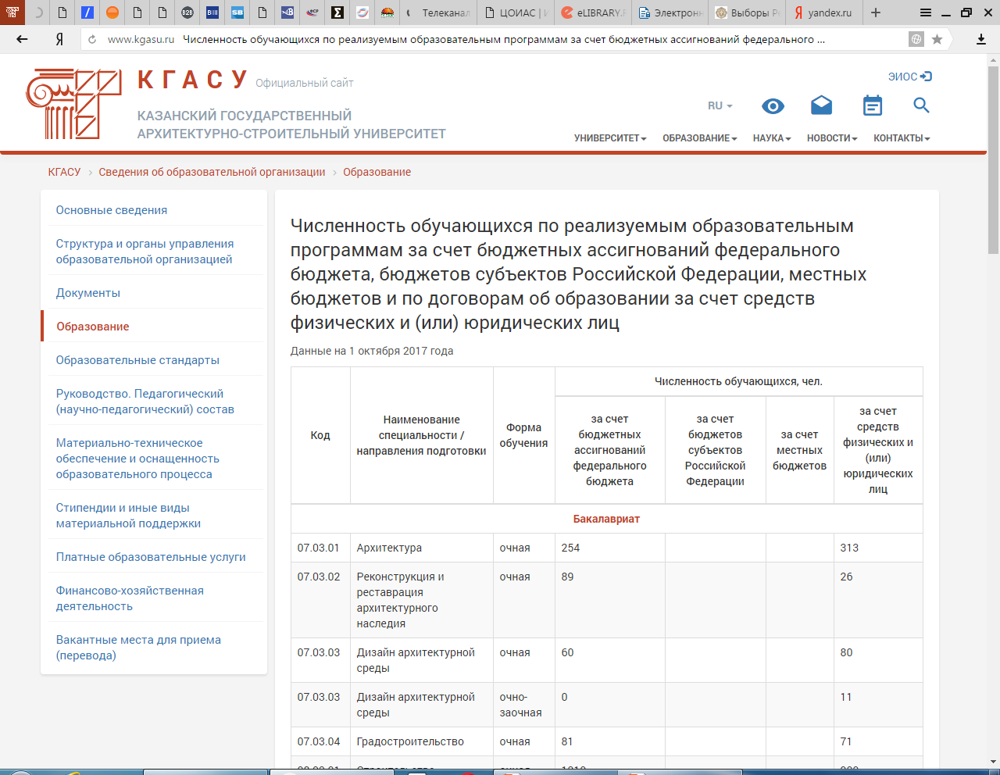 Телеканал
ЦОИАС | И
eLIBRARY.R
Электронн
Выборы Ре
yandex.ru
www.kgasu.ru Численность обучающихся по реализуемым образовательным программам за счет бюджетных ассигнований федерального ...
КГАСУ Официальный сайт
ЭИОС
RU
КАЗАНСКИЙ ГОСУДАРСТВЕННЫЙ
АРХИТЕКТУРНО-СТРОИТЕЛЬНЫЙ УНИВЕРСИТЕТ
УНИВЕРСИТЕТ ОБРАЗОВАНИЕ НАУКА НОВОСТИ КОНТАКТЫ
КГАСУ > Сведения об образовательной организации > Образование
Основные сведения
Структура и органы управления
образовательной организацией
Документы
Образование
Образовательные стандарты
Руководство. Педагогический
(научно-педагогический) состав
Материально-техническое
обеспечение и оснащенность
образовательного процесса
Стипендии и иные виды
материальной поддержки
Платные образовательные услуги
Финансово-хозяйственная
деятельность
Вакантные места для приема
(перевода)
Численность обучающихся по реализуемым образовательным
программам за счет бюджетных ассигнований федерального
бюджета, бюджетов субъектов Российской Федерации, местных
бюджетов и по договорам об образовании за счет средств
физических и (или) юридических лиц
Данные на 1 октября 2017 года
Код
Наименование
специальности /
направления подготовки
Форма
обучения
Численность обучающихся, чел.
за счет
бюджетных
ассигнований
федерального
бюджета
за счет
бюджетов
субъектов
Российской
Федерации
за счет
местных
бюджетов
за счет
средств
физических и
(или)
юридических
лиц
Бакалавриат
07.03.01 Архитектура очная 254 313
07.03.02 Реконструкция и очная 89 26
реставрация
архитектурного
наследия
07.03.03 Дизайн архитектурной очная 60 80
среды
07.03.03 Дизайн архитектурной очно- 0 11
среды заочная
07.03.04 Градостроительство очная 81 71